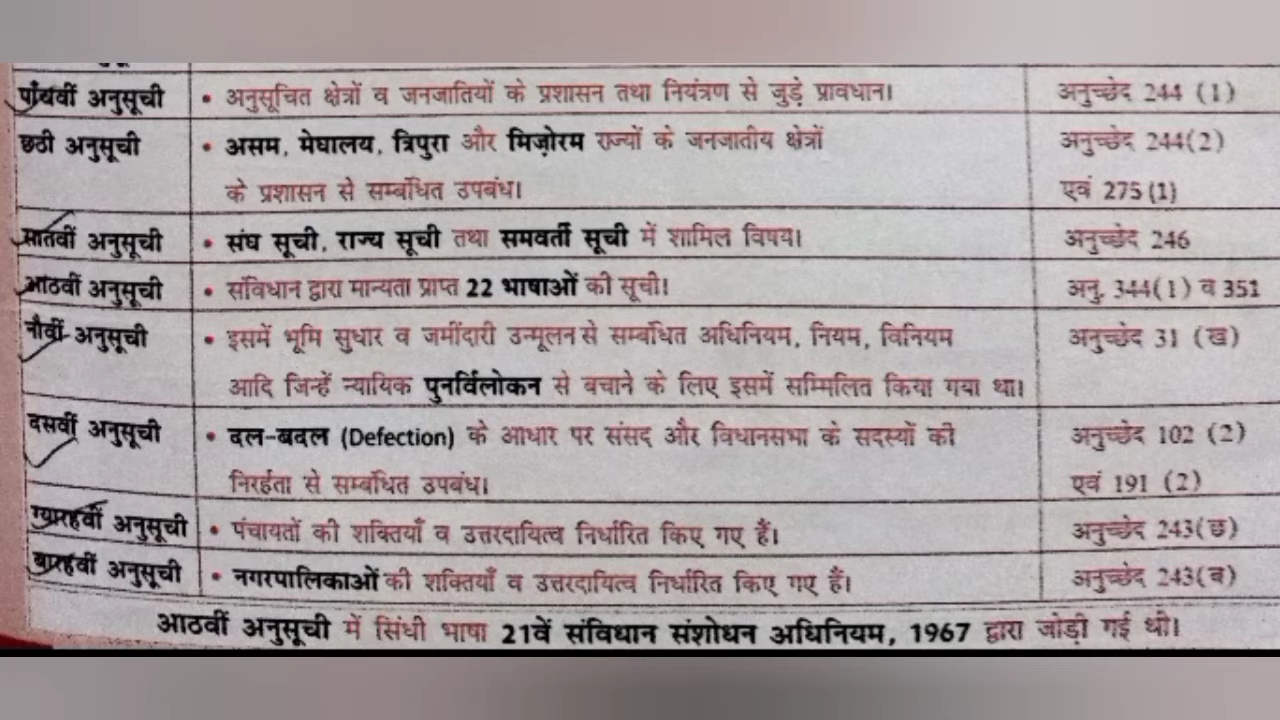 पाँचवीं अनुसूची • अनुसूचित क्षेत्रों व जनजातियों के प्रशासन तथा नियंत्रण से जुड़े प्रावधान। अनुच्छेद 244 (1)
छठी अनुसूची • असम, मेघालय, त्रिपुरा और मिज़ोरम राज्यों के जनजातीय क्षेत्रों अनुच्छेद 244(2)
के प्रशासन से सम्बंधित उपबंध। एवं 275 (1)
सातवीं अनुसूची • संघ सूची, राज्य सूची तथा समवर्ती सूची में शामिल विषय। अनुच्छेद 246
आठवीं अनुसूची • संविधान द्वारा मान्यता प्राप्त 22 भाषाओं की सूची। अनु. 344(1) व 351
नौवीं अनुसूची • इसमें भूमि सुधार व जमींदारी उन्मूलन से सम्बंधित अधिनियम, नियम, विनियम अनुच्छेद 31 (ख)
आदि जिन्हें न्यायिक पुनर्विलोकन से बचाने के लिए इसमें सम्मिलित किया गया था।
दसवीं अनुसूची • दल-बदल (Defection) के आधार पर संसद और विधानसभा के सदस्यों की अनुच्छेद 102 (2)
निरर्हता से सम्बंधित उपबंध। एवं 191 (2)
ग्यारहवीं अनुसूची • पंचायतों की शक्तियाँ व उत्तरदायित्व निर्धारित किए गए हैं। अनुच्छेद 243(छ)
बारहवीं अनुसूची • नगरपालिकाओं की शक्तियाँ व उत्तरदायित्व निर्धारित किए गए हैं। अनुच्छेद 243(ब)
आठवीं अनुसूची में सिंधी भाषा 21वें संविधान संशोधन अधिनियम, 1967 द्वारा जोड़ी गई थी।